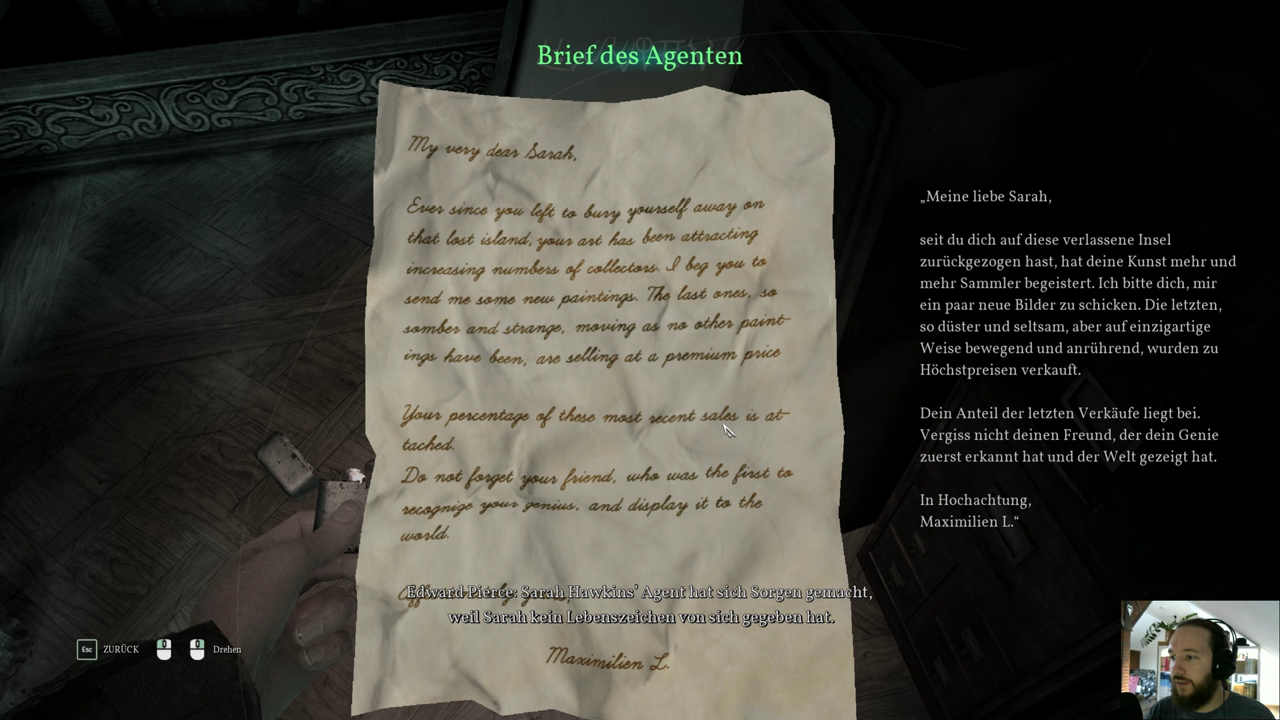 Brief des Agenten
My very dear Sarah,
Ever since you left to bury yourself away on
that lost island, your art has been attracting
increasing numbers of collectors. I beg you to
send me some new paintings. The last ones, so
somber and strange, moving as no other paint-
ings have been, are selling at a premium price
Your percentage of these most recent sales is at-
tached.
Do not forget your friend, who was the first to
recognize your genius, and display it to the
world.
Maximilien L.
„Meine liebe Sarah,
seit du dich auf diese verlassene Insel
zurückgezogen hast, hat deine Kunst mehr und
mehr Sammler begeistert. Ich bitte dich, mir
ein paar neue Bilder zu schicken. Die letzten,
so düster und seltsam, aber auf einzigartige
Weise bewegend und anrührend, wurden zu
Höchstpreisen verkauft.
Dein Anteil der letzten Verkäufe liegt bei.
Vergiss nicht deinen Freund, der dein Genie
zuerst erkannt hat und der Welt gezeigt hat.
In Hochachtung,
Maximilien L.“
Edward Pierce: Sarah Hawkins' Agent hat sich Sorgen gemacht,
weil Sarah kein Lebenszeichen von sich gegeben hat.
Esc ZURÜCK Drehen